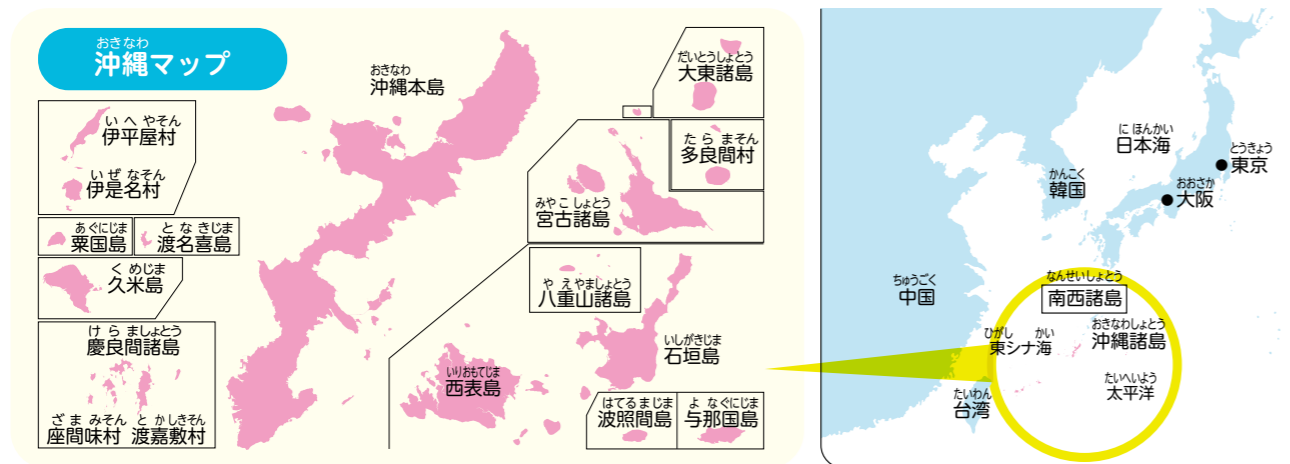 おきなわ
沖縄マップ
おきなわ
沖縄本島
だいとうしょとう
大東諸島
い へ やそん
伊平屋村
い ぜ なそん
伊是名村
た ら まそん
多良間村
みやこ しょとう
宮古諸島
あぐにじま
粟国島
と な きじま
渡名喜島
く めじま
久米島
や え やましょとう
八重山諸島
け ら ましょとう
慶良間諸島
いしがきじま
石垣島
いりおもてじま
西表島
ざ ま みそん
座間味村
と かしきそん
渡嘉敷村
はてるまじま
波照間島
よ なぐにじま
与那国島
に ほんかい
日本海
とうきょう
東京
かんこく
韓国
おおさか
大阪
ちゅうごく
中国
なんせいしょとう
南西諸島
ひがし かい
東シナ海
おきなわしょとう
沖縄諸島
たいへいよう
太平洋
たいわん
台湾